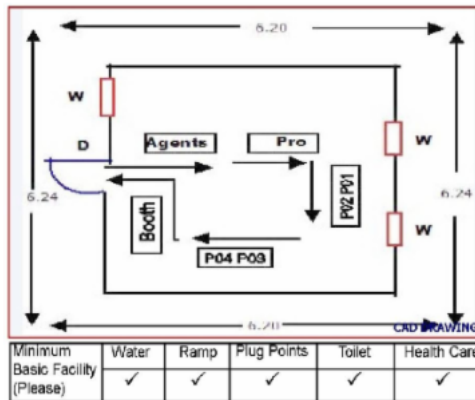 6.20
W
D
Agents Pro
W
P02 P01
6.24
6.24
Booth
W
P04 P03
6.20
CADD DRAWING
Minimum Basic Facility (Please) Water Ramp Plug Points Toilet Health Care
✓ ✓ ✓ ✓ ✓